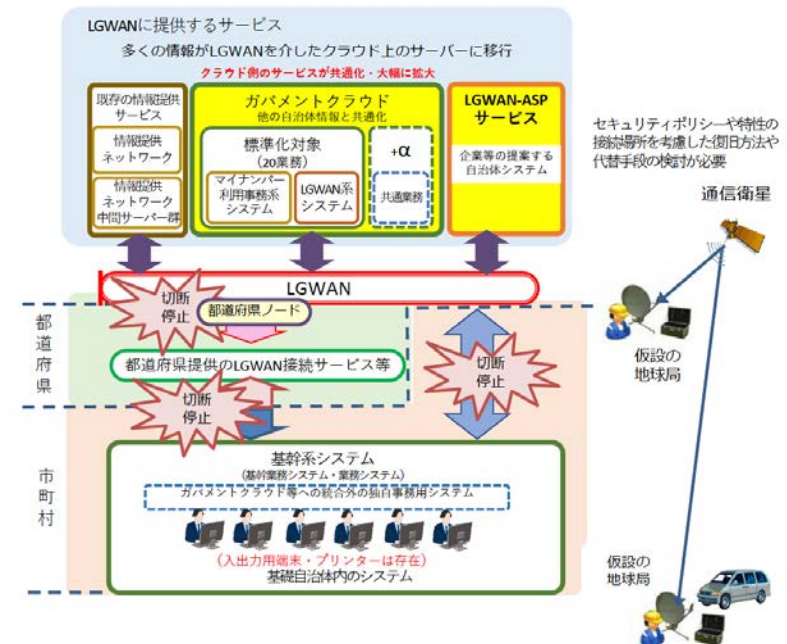 LGWANに提供するサービス
多くの情報がLGWANを介したクラウド上のサーバーに移行
クラウド側のサービスが共通化・大幅に拡大
既存の情報提供
サービス
情報提供
ネットワーク
情報提供
ネットワーク
中間サーバー群
ガバメントクラウド
他の自治体情報と共通化
標準化対象
(20業務)
マイナンバー
利用事務系
システム
LGWAN系
システム
+α
共通業務
LGWAN-ASP
サービス
企業等の提案する
自治体システム
セキュリティポリシーや特性の
接続場所を考慮した復旧方法や
代替手段の検討が必要
通信衛星
LGWAN
切断
停止
都道府県ノード
都道府県
都道府県提供のLGWAN接続サービス等
切断
停止
切断
停止
仮設の
地球局
市町村
基幹系システム
(基幹業務システム・業務システム)
ガバメントクラウド等への統合外の独自事務用システム
(入出力用端末・プリンターは存在)
基礎自治体内のシステム
仮設の
地球局